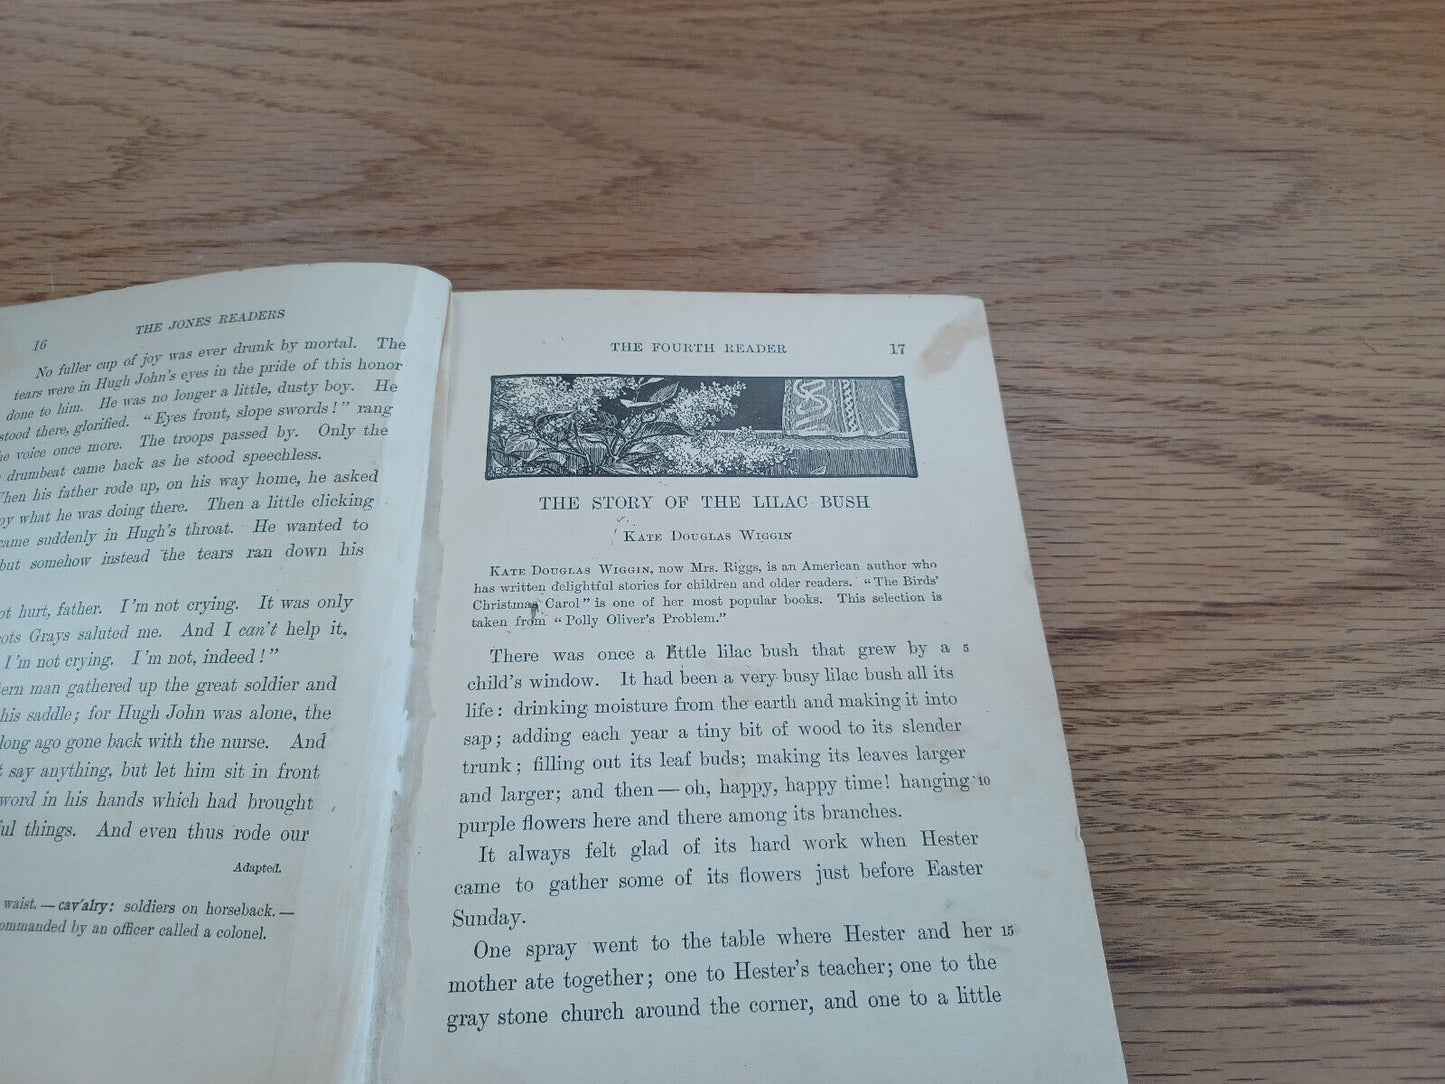 16
THE JONES READERS
No fuller cup of joy was ever drunk by mortal. The
tears were in Hugh John's eyes in the pride of this honor
done to him. He was no longer a little, dusty boy. He
stood there, glorified. "Eyes front, slope swords!" rang
voice once more. The troops passed by. Only the
drumbeat came back as he stood speechless.
When his father rode up, on his way home, he asked
what he was doing there. Then a little clicking
came suddenly in Hugh's throat. He wanted to
but somehow instead the tears ran down his
hurt, father. I'm not crying. It was only
Grays saluted me. And I can't help it,
I'm not crying. I'm not, indeed!"
man gathered up the great soldier and
his saddle; for Hugh John was alone, the
long ago gone back with the nurse. And
say anything, but let him sit in front
word in his hands which had brought
things. And even thus rode our
Adapted.
waist. — cav'alry: soldiers on horseback. —
commanded by an officer called a colonel.
THE FOURTH READER 17
THE STORY OF THE LILAC BUSH
Kate Douglas Wiggin
Kate Douglas Wiggin, now Mrs. Riggs, is an American author who
has written delightful stories for children and older readers. "The Birds'
Christmas Carol" is one of her most popular books. This selection is
taken from "Polly Oliver's Problem."
There was once a little lilac bush that grew by a 5
child's window. It had been a very busy lilac bush all its
life: drinking moisture from the earth and making it into
sap; adding each year a tiny bit of wood to its slender
trunk; filling out its leaf buds; making its leaves larger
and larger; and then — oh, happy, happy time! hanging 10
purple flowers here and there among its branches.
It always felt glad of its hard work when Hester
came to gather some of its flowers just before Easter
Sunday.
One spray went to the table where Hester and her 15
mother ate together; one to Hester's teacher; one to the
gray stone church around the corner, and one to a little